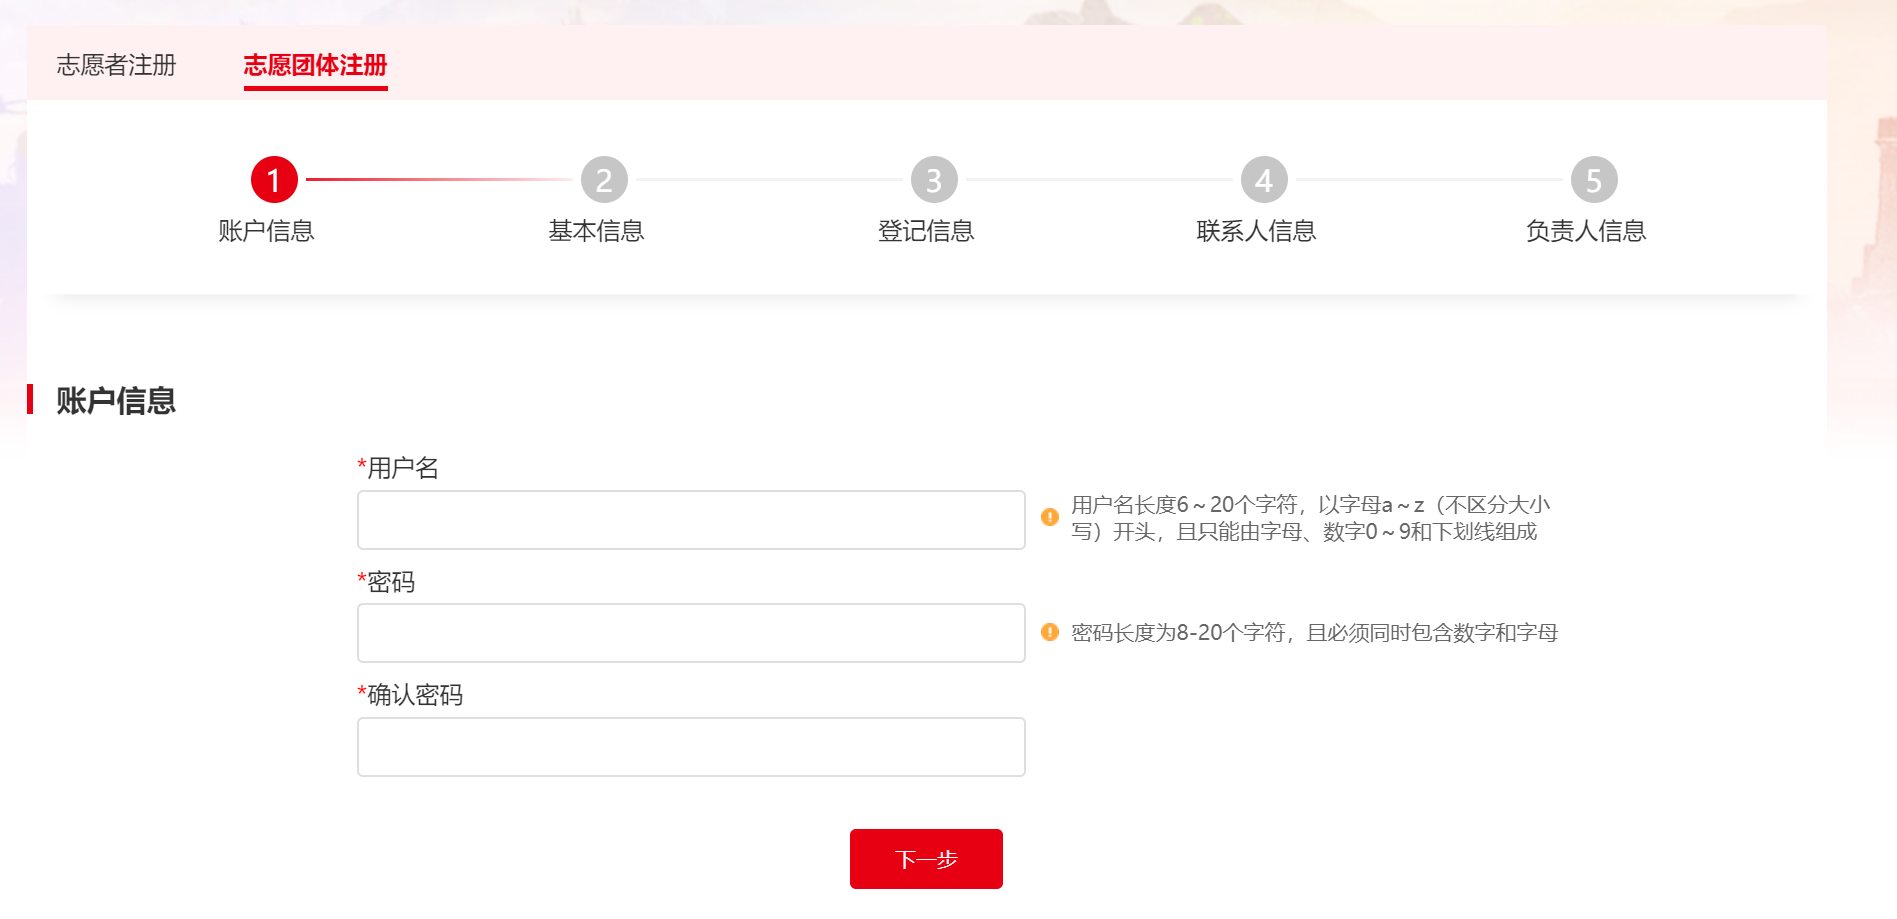 志愿者注册 志愿团体注册
1 2 3 4 5
账户信息 基本信息 登记信息 联系人信息 负责人信息
账户信息
*用户名
用户名长度6～20个字符，以字母a～z（不区分大小
写）开头，且只能由字母、数字0～9和下划线组成
*密码
密码长度为8-20个字符，且必须同时包含数字和字母
*确认密码
下一步